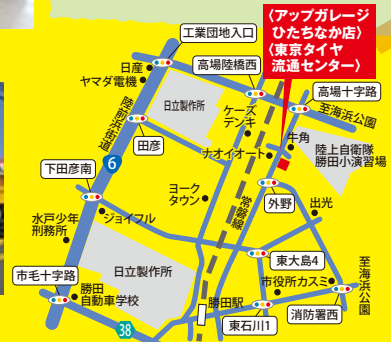 〈アップガレージ
ひたちなか店〉
〈東京タイヤ
流通センター〉
工業団地入口
日産
ヤマダ電機
高場陸橋西
高場十字路
至海浜公園
日立製作所
ケーズ
デンキ
陸前浜街道
田彦
牛角
陸上自衛隊
勝田小演習場
ナオイオート
6
下田彦南
ヨーク
タウン
常磐線
外野
出光
水戸少年
刑務所
ジョイフル
東大島4
至海浜公園
日立製作所
市役所
カスミ
市毛十字路
勝田
自動車学校
勝田駅
消防署西
38
東石川1